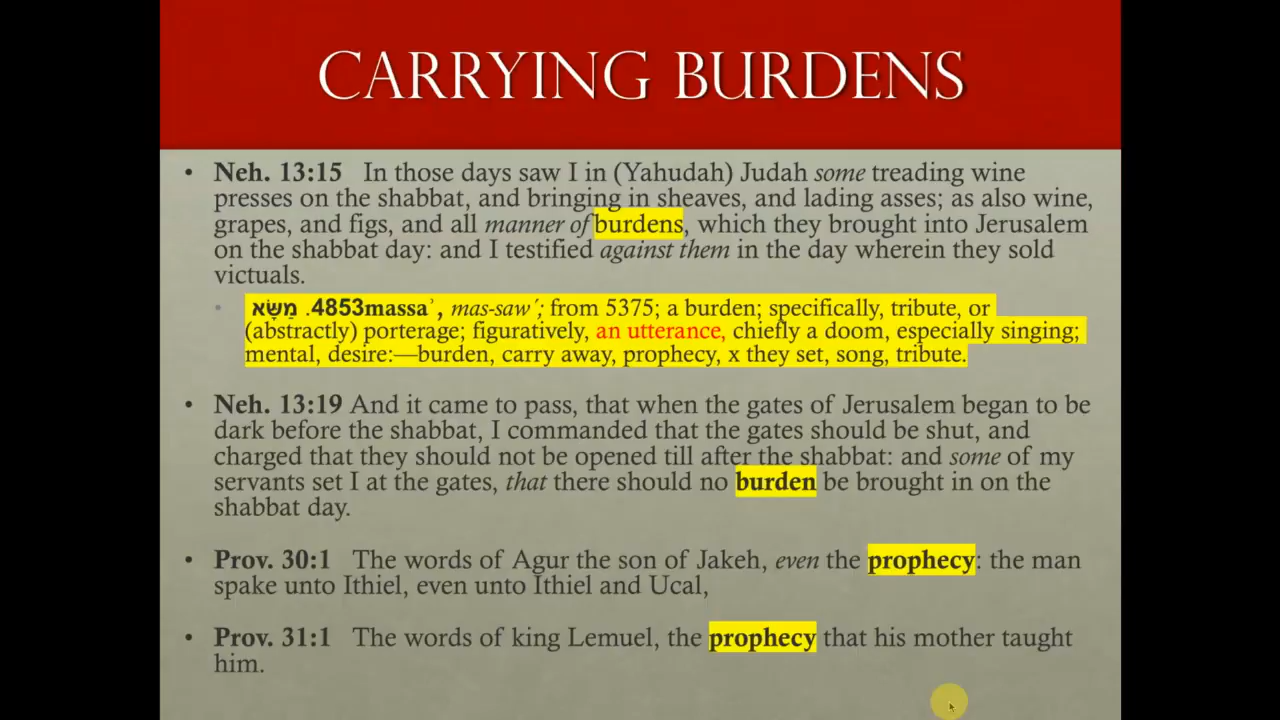 CARRYING BURDENS
• Neh. 13:15 In those days saw I in (Yahudah) Judah some treading wine
presses on the shabbat, and bringing in sheaves, and lading asses; as also wine,
grapes, and figs, and all manner of burdens, which they brought into Jerusalem
on the shabbat day: and I testified against them in the day wherein they sold
victuals.
• מַשָּׂא .4853massaʾ, mas-saw´; from 5375; a burden; specifically, tribute, or
(abstractly) porterage; figuratively, an utterance, chiefly a doom, especially singing;
mental, desire:—burden, carry away, prophecy, x they set, song, tribute.
• Neh. 13:19 And it came to pass, that when the gates of Jerusalem began to be
dark before the shabbat, I commanded that the gates should be shut, and
charged that they should not be opened till after the shabbat: and some of my
servants set I at the gates, that there should no burden be brought in on the
shabbat day.
• Prov. 30:1 The words of Agur the son of Jakeh, even the prophecy: the man
spake unto Ithiel, even unto Ithiel and Ucal,
• Prov. 31:1 The words of king Lemuel, the prophecy that his mother taught
him.